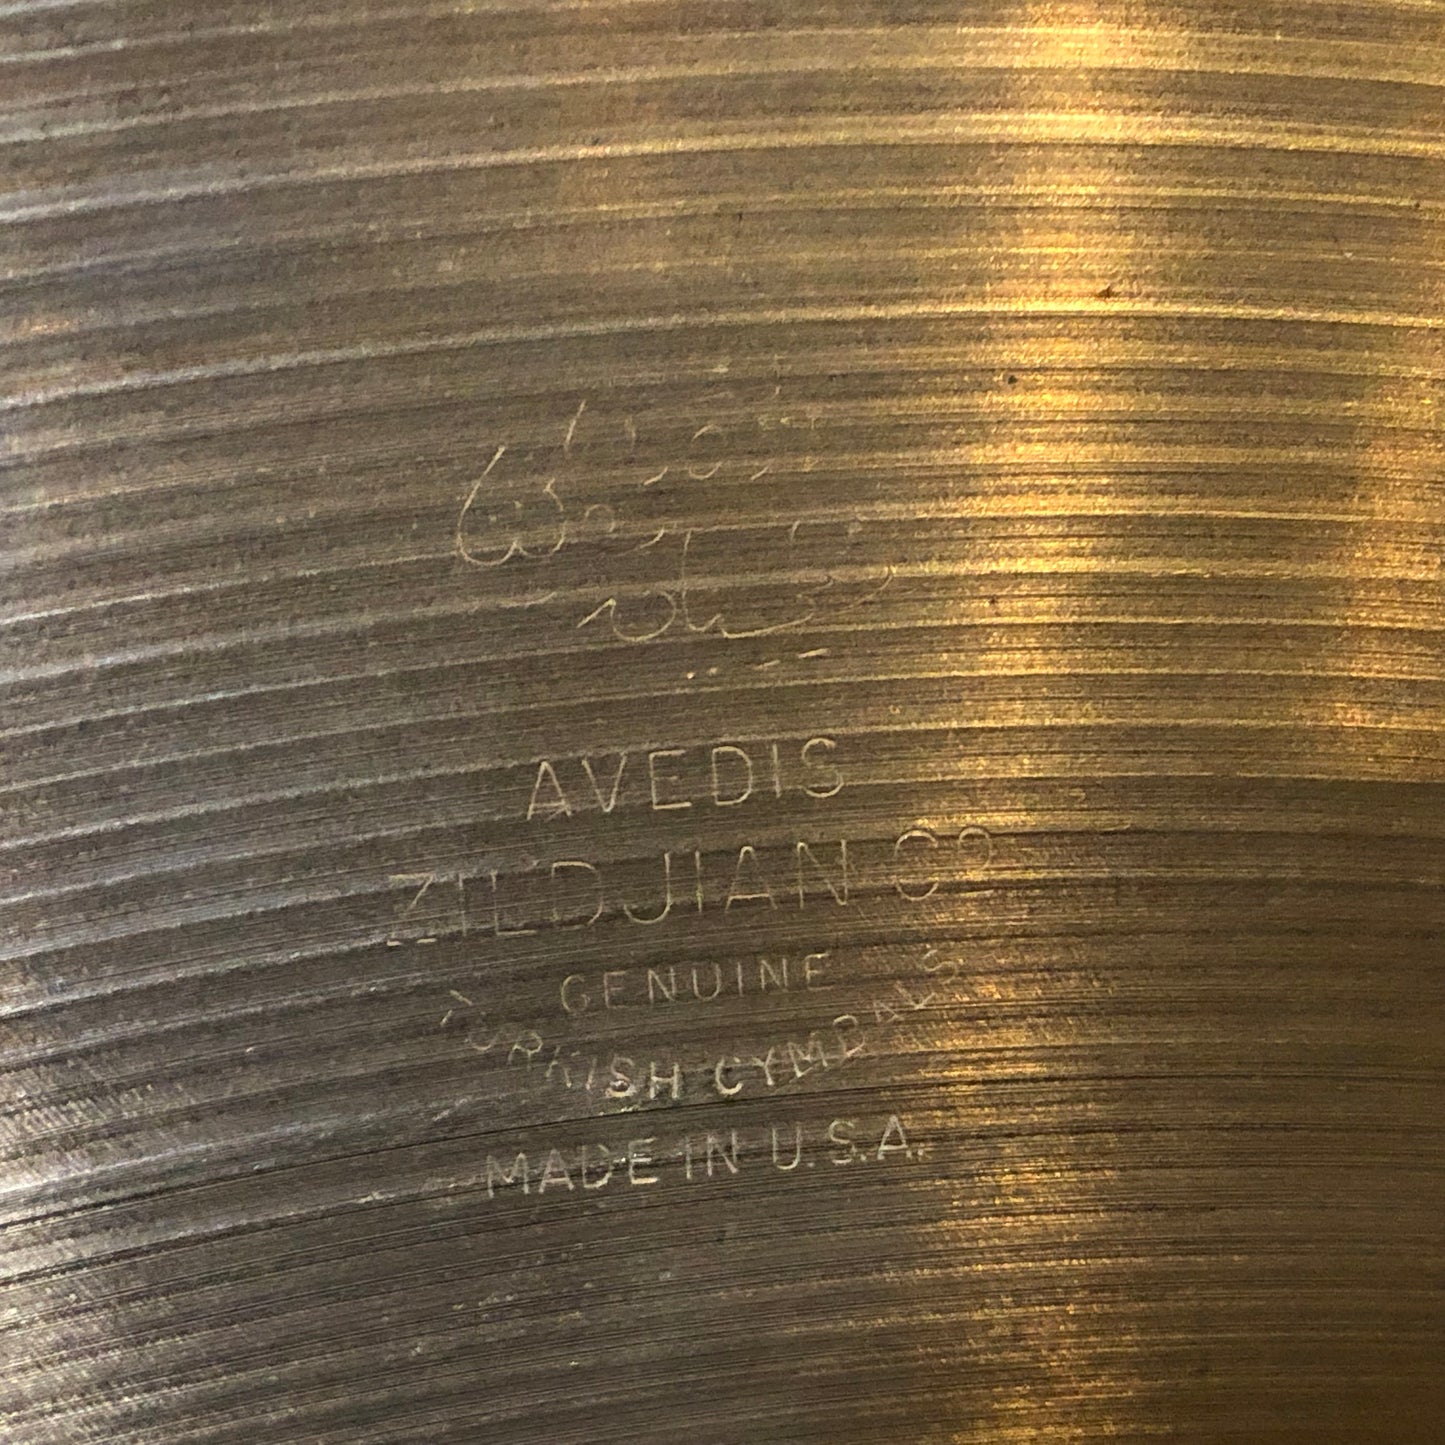 AVEDIS
ZILDJIAN CO
GENUINE
TURKISH CYMBALS
MADE IN U.S.A.